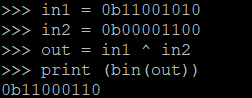 >>> in1 = 0b11001010
>>> in2 = 0b00001100
>>> out = in1 ^ in2
>>> print (bin(out))
0b11000110